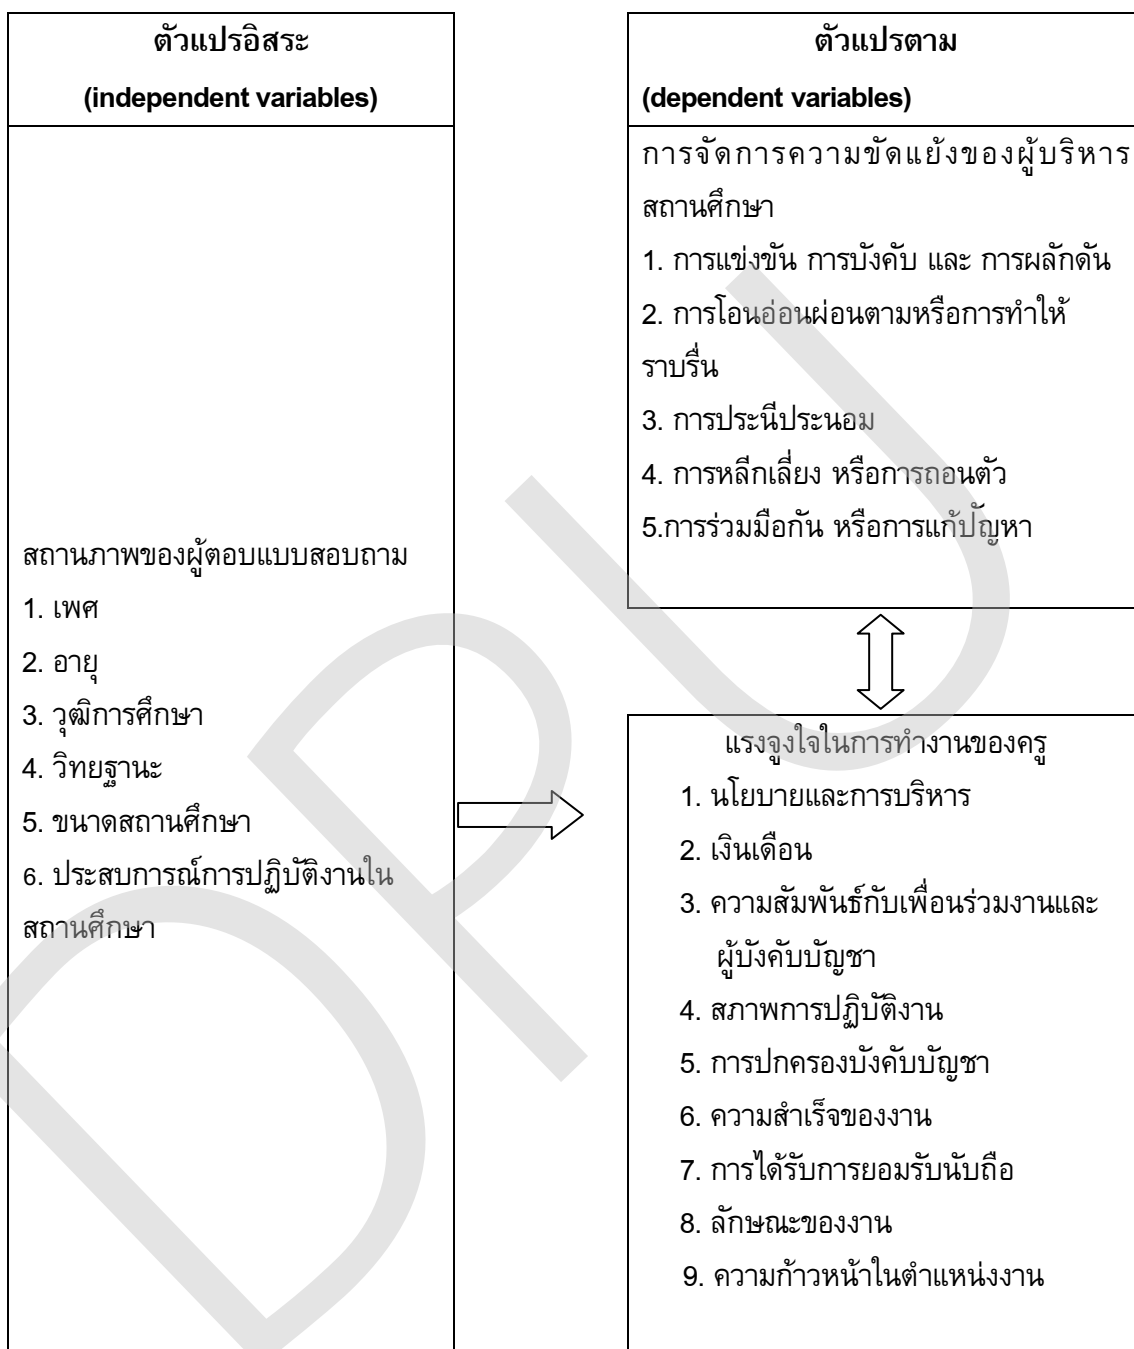 ตัวแปรอิสระ
(independent variables)
สถานภาพของผู้ตอบแบบสอบถาม
1. เพศ
2. อายุ
3. วุฒิการศึกษา
4. วิทยฐานะ
5. ขนาดสถานศึกษา
6. ประสบการณ์การปฏิบัติงานใน
สถานศึกษา
ตัวแปรตาม
(dependent variables)
การจัดการความขัดแย้งของผู้บริหาร
สถานศึกษา
1. การแข่งขัน การบังคับ และ การผลักดัน
2. การโอนอ่อนผ่อนตามหรือการทำให้
ราบรื่น
3. การประนีประนอม
4. การหลีกเลี่ยง หรือการถอนตัว
5.การร่วมมือกัน หรือการแก้ปัญหา
แรงจูงใจในการทำงานของครู
1. นโยบายและการบริหาร
2. เงินเดือน
3. ความสัมพันธ์กับเพื่อนร่วมงานและ
ผู้บังคับบัญชา
4. สภาพการปฏิบัติงาน
5. การปกครองบังคับบัญชา
6. ความสำเร็จของงาน
7. การได้รับการยอมรับนับถือ
8. ลักษณะของงาน
9. ความก้าวหน้าในตำแหน่งงาน
DPU